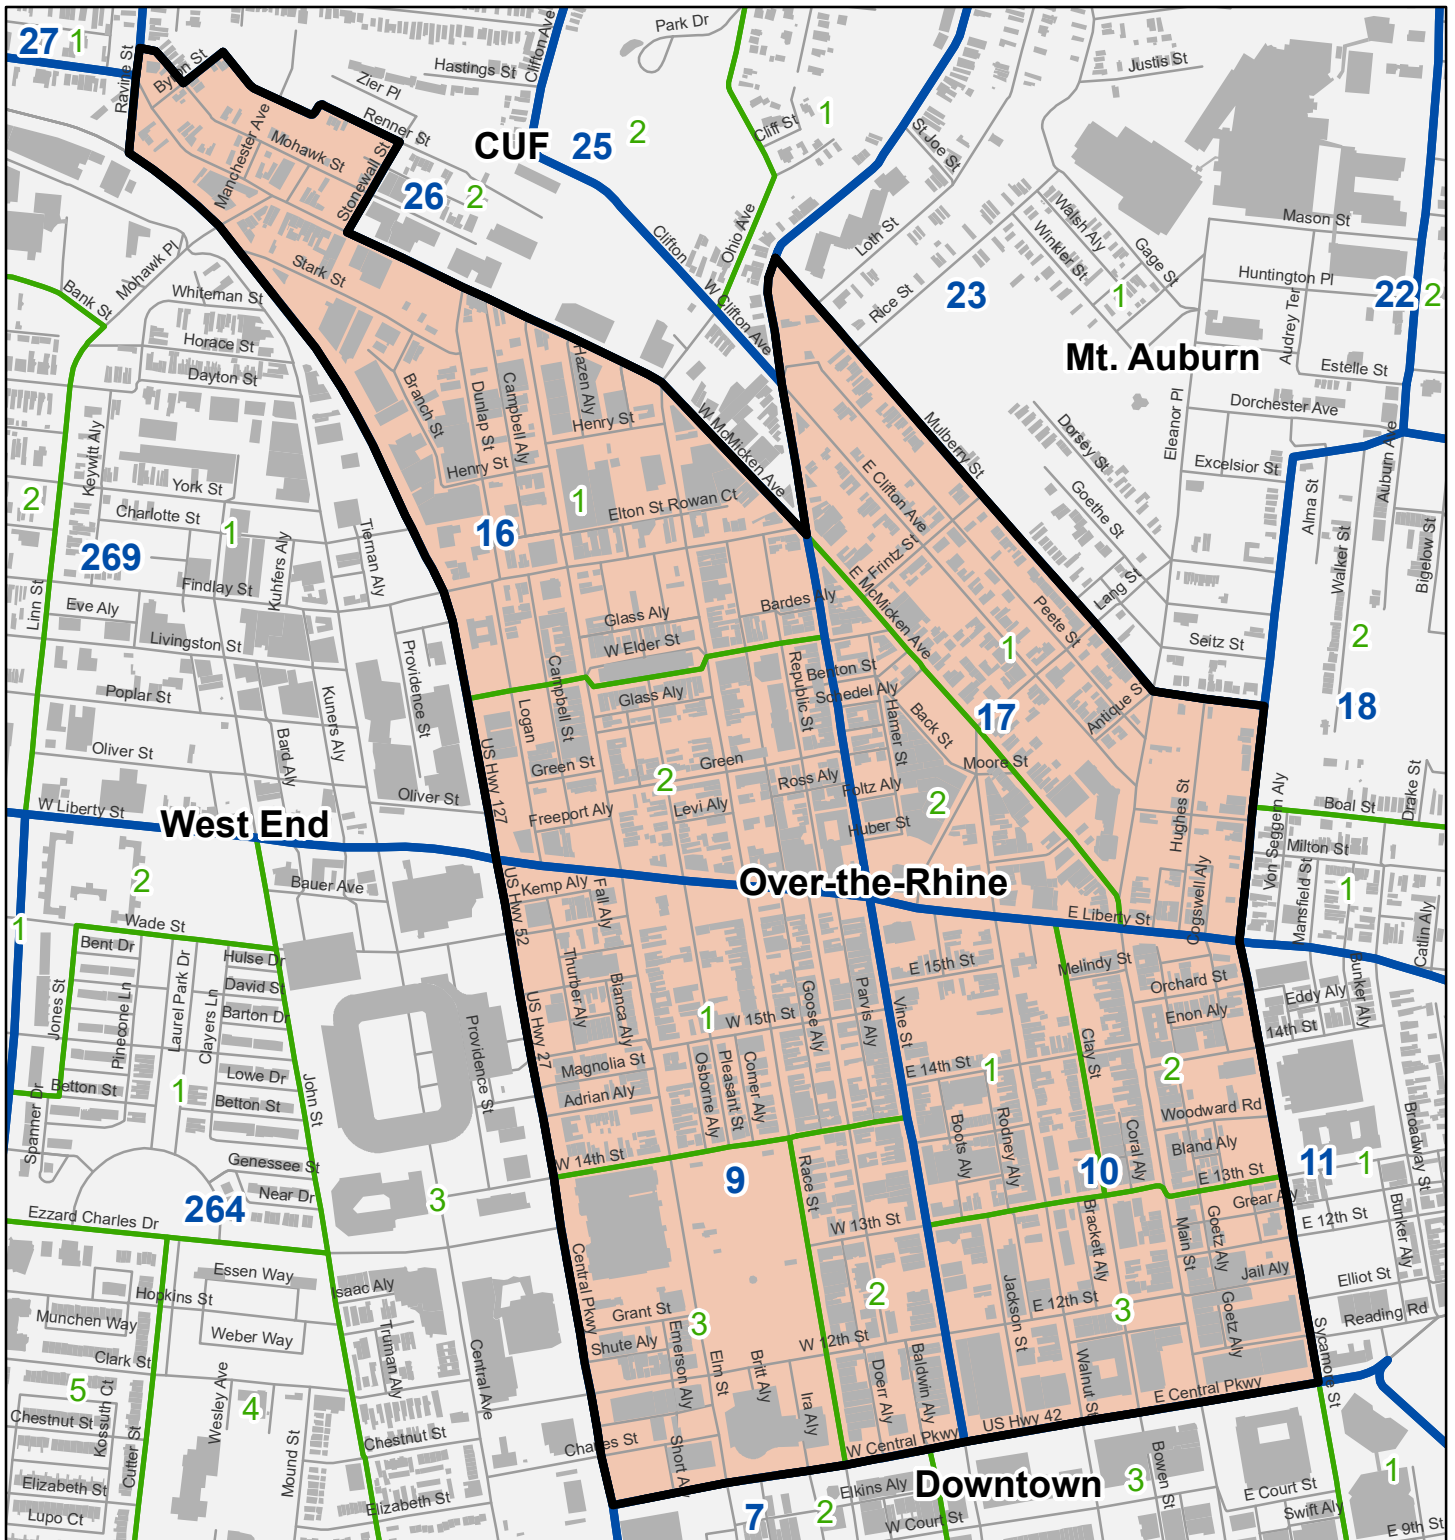 27
1
Ravine St
Byron St
Zier Pl
Hastings St
Clifton Ave
Park Dr
Justis St
Cliff St
1
Renner St
CUF
25
2
St Joe St
Manchester Ave
Mohawk St
Stonewall St
26
2
Walsh Aly
Winkler St
Gage St
Mason St
Ohio Ave
Loth St
Clifton
Mohawk Pl
Stark St
Huntington Pl
Bank St
Whiteman St
W Clifton Ave
Rice St
23
1
22
2
Audrey Ter
Horace St
Dayton St
Hazen Aly
Mt. Auburn
Estelle St
Branch St
Dunlap St
Campbell Aly
Henry St
W McMicken Ave
Mulberry St
Dorsey St
Eleanor Pl
Dorchester Ave
Auburn Ave
Keywitt Aly
Henry St
E Clifton Ave
Excelsior St
York St
2
Charlotte St
1
1
Elton St
Rowan Ct
Goethe St
Alma St
16
Tiernan Aly
269
Kuhfers Aly
Frintz St
Walker St
Bigelow St
Findlay St
Linn St
Eve Aly
Livingston St
Glass Aly
Bardes Aly
E McMicken Ave
Lang St
Peete St
W Elder St
1
Seitz St
2
Providence St
Campbell St
Republic St
Benton St
Schedel Aly
Poplar St
Kuners Aly
Logan
Glass Aly
Hamer St
Back St
17
Antique St
18
Oliver St
Bard Aly
US Hwy 127
Green St
Green
Ross Aly
Moore St
2
Foltz Aly
2
W Liberty St
Oliver St
Freeport Aly
Levi Aly
Huber St
Hughes St
Von Seggern Aly
Boal St
Drake St
West End
Milton St
Over-the-Rhine
Bauer Ave
2
US Hwy 52
Kemp Aly
Fall Aly
E Liberty St
Cogswell Aly
Mansfield St
1
Catlin Aly
1
Wade St
Bent Dr
Hulse Dr
E 15th St
Melindy St
Orchard St
Bunker Aly
David St
Thurber Aly
Bianca Aly
Eddy Aly
Jones St
Pinecone Ln
Laurel Park Dr
Clayers Ln
Barton Dr
Providence St
US Hwy 27
1
W 15th St
Goose Aly
Parvis Aly
Vine St
Enon Aly
14th St
Magnolia St
Osborne Aly
Pleasant St
Comer Aly
E 14th St
1
Clay St
2
Lowe Dr
Betton St
1
Betton St
Adrian Aly
Spanner Dr
John St
Boots Aly
Rodney Aly
Woodward Rd
Coral Aly
Bland Aly
Broadway St
Genessee St
W 14th St
9
Race St
10
E 13th St
11
1
Near Dr
3
264
Ezzard Charles Dr
W 13th St
Grear Aly
E 12th St
Bunker Aly
Brackett Aly
Main St
Goetz Aly
Central Pkwy
Essen Way
Isaac Aly
Jail Aly
Elliot St
2
Jackson St
E 12th St
3
Hopkins St
Grant St
3
Munchen Way
Weber Way
Truman Aly
Shute Aly
Emerson Aly
W 12th St
Goetz Aly
Reading Rd
Sycamore St
Clark St
Central Ave
Elm St
Britt Aly
Doerr Aly
Baldwin Aly
Walnut St
5
Wesley Ave
4
Ira Aly
E Central Pkwy
Chestnut St
Kossuth Ct
Cutter St
Mound St
Chestnut St
Charles St
Short Aly
W Central Pkwy
US Hwy 42
Elizabeth St
Elizabeth St
Downtown
3
Bowen St
1
Elkins Aly
E Court St
Lupo Ct
7
2
W Court St
Swift Aly
E 9th St